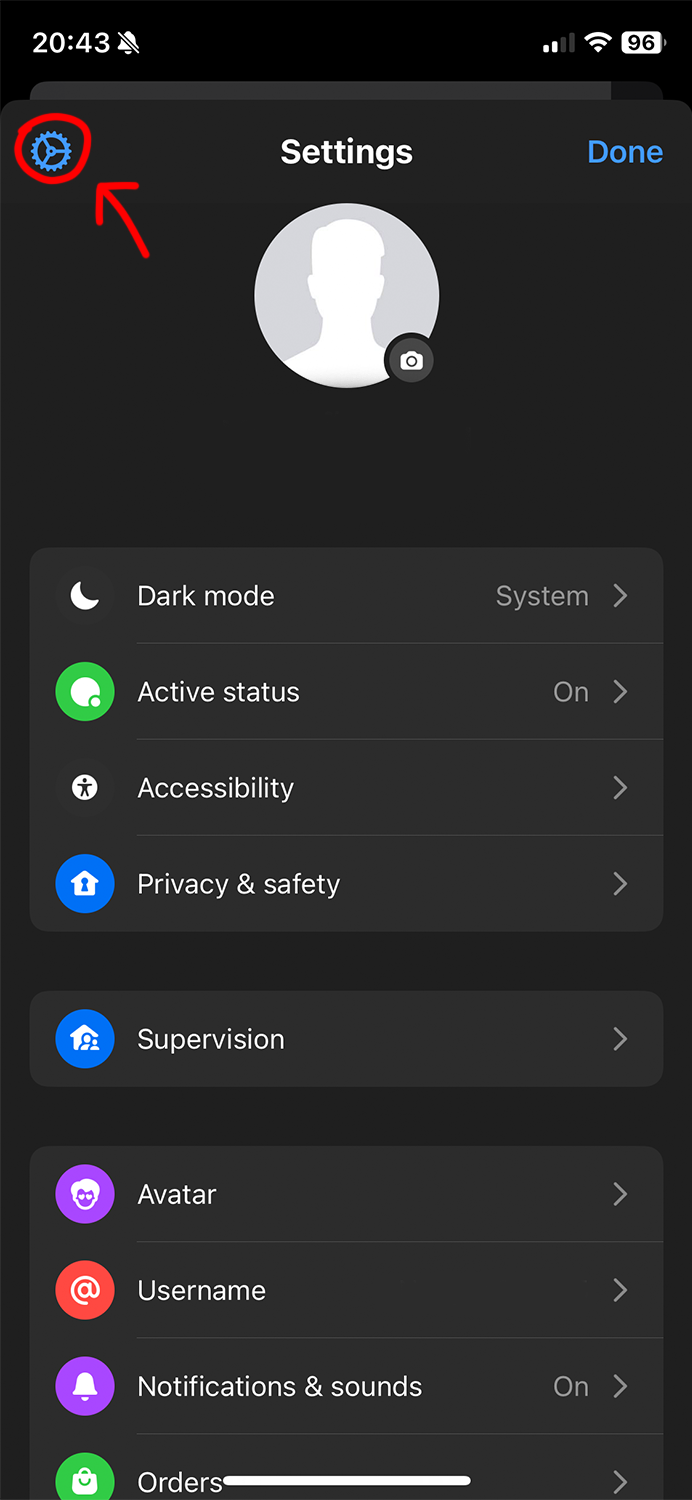 20:43 96
Settings Done
Dark mode System
Active status On
Accessibility
Privacy & safety
Supervision
Avatar
@ Username
Notifications & sounds On
Orders